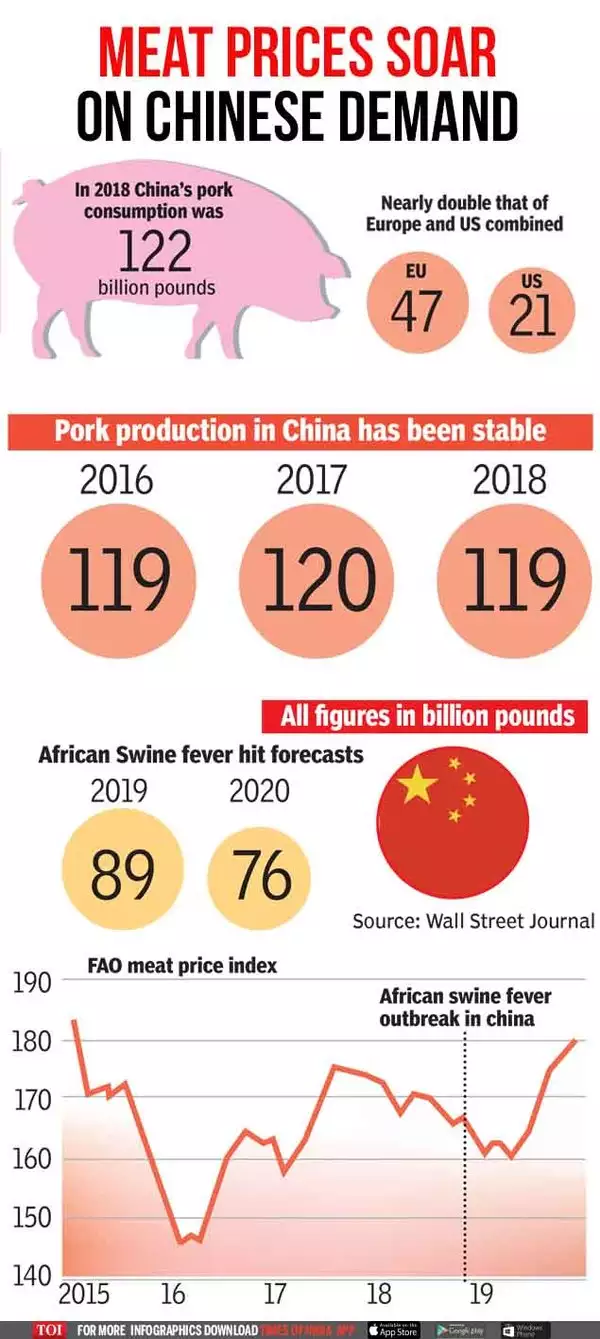 MEAT PRICES SOAR
ON CHINESE DEMAND
In 2018 China's pork
consumption was
122
billion pounds
Nearly double that of
Europe and US combined
EU
47
US
21
Pork production in China has been stable
2016 2017 2018
119 120 119
All figures in billion pounds
African Swine fever hit forecasts
2019 2020
89 76
Source: Wall Street Journal
FAO meat price index
African swine fever
outbreak in china
190
180
170
160
150
140
2015 16 17 18 19
TOI FOR MORE INFOGRAPHICS DOWNLOAD TIMES OF INDIA APP Available on the App Store Google play Windows Phone